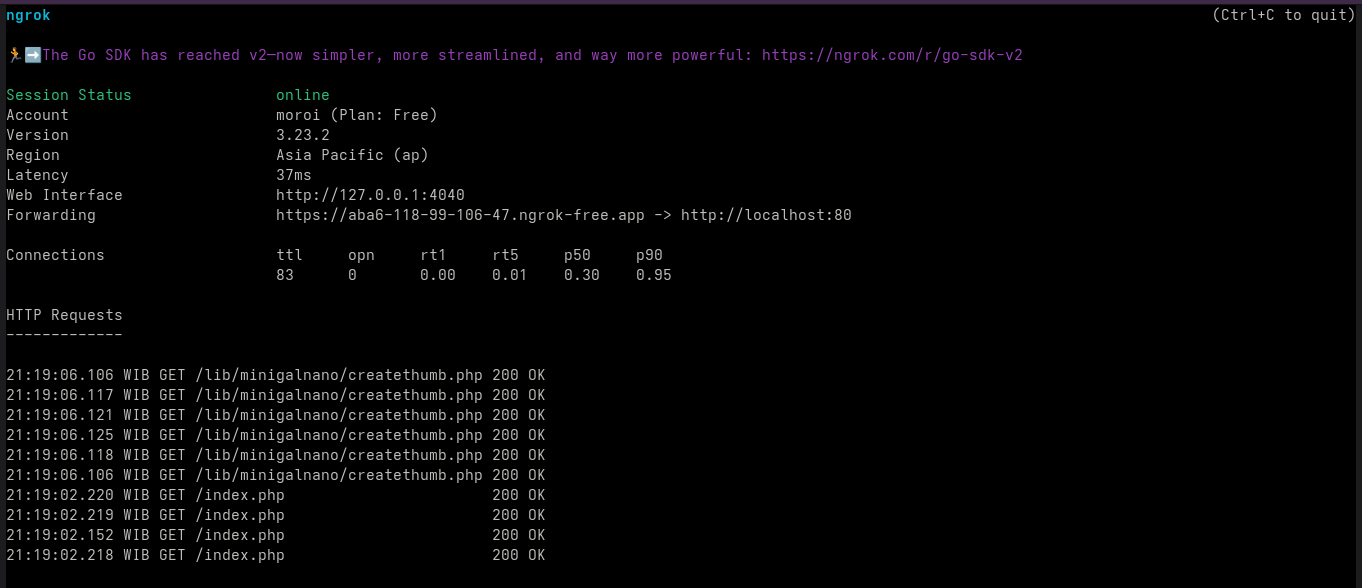 ngrok (Ctrl+C to quit)
🏃➡️The Go SDK has reached v2—now simpler, more streamlined, and way more powerful: https://ngrok.com/r/go-sdk-v2
Session Status online
Account moroi (Plan: Free)
Version 3.23.2
Region Asia Pacific (ap)
Latency 37ms
Web Interface http://127.0.0.1:4040
Forwarding https://aba6-118-99-106-47.ngrok-free.app -> http://localhost:80
Connections ttl opn rt1 rt5 p50 p90
83 0 0.00 0.01 0.30 0.95
HTTP Requests
-------------
21:19:06.106 WIB GET /lib/minigalnano/createthumb.php 200 OK
21:19:06.117 WIB GET /lib/minigalnano/createthumb.php 200 OK
21:19:06.121 WIB GET /lib/minigalnano/createthumb.php 200 OK
21:19:06.125 WIB GET /lib/minigalnano/createthumb.php 200 OK
21:19:06.118 WIB GET /lib/minigalnano/createthumb.php 200 OK
21:19:06.106 WIB GET /lib/minigalnano/createthumb.php 200 OK
21:19:02.220 WIB GET /index.php 200 OK
21:19:02.219 WIB GET /index.php 200 OK
21:19:02.152 WIB GET /index.php 200 OK
21:19:02.218 WIB GET /index.php 200 OK